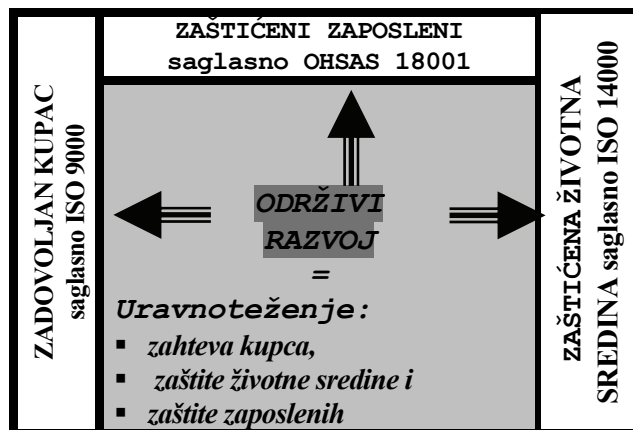 ZAŠTIĆENI ZAPOSLENI
saglasno OHSAS 18001
ZADOVOLJAN KUPAC
saglasno ISO 9000
ODRŽIVI
RAZVOJ
=
Uravnoteženje:
▪ zahteva kupca,
▪ zaštite životne sredine i
▪ zaštite zaposlenih
ZAŠTIĆENA ŽIVOTNA
SREDINA saglasno ISO 14000